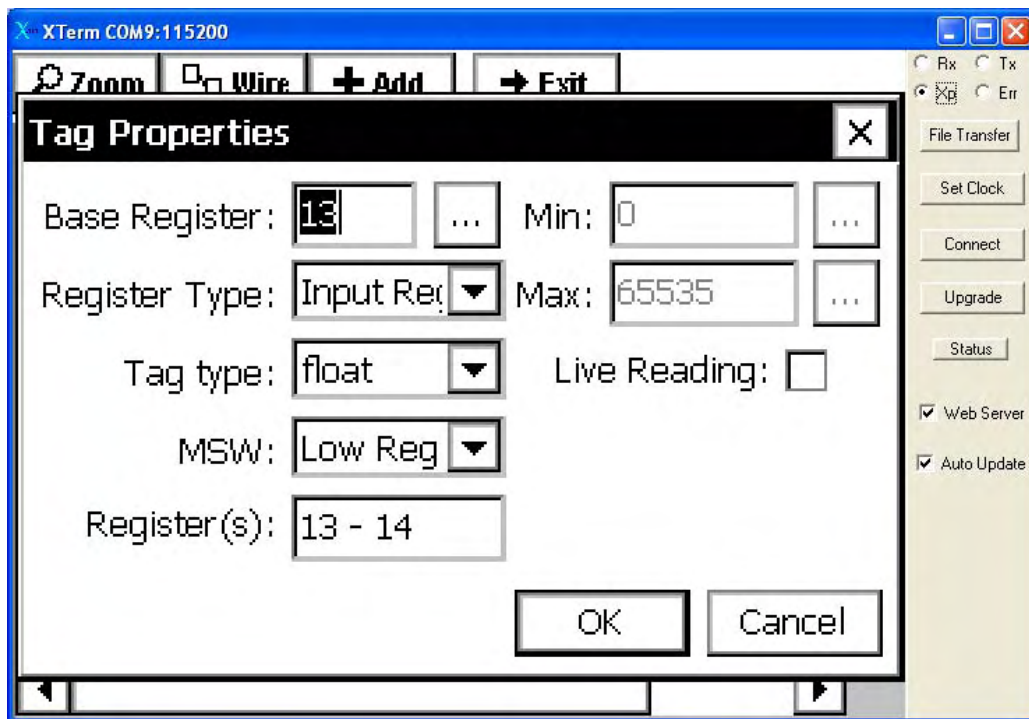 XTerm COM9:115200
Zoom Wire Add Exit
Tag Properties
Base Register: 13 ... Min: 0 ...
Register Type: Input Reg Max: 65535 ...
Tag type: float Live Reading:
MSW: Low Reg
Register(s): 13 - 14
OK Cancel
Rx Tx
Xp Err
File Transfer
Set Clock
Connect
Upgrade
Status
Web Server
Auto Update